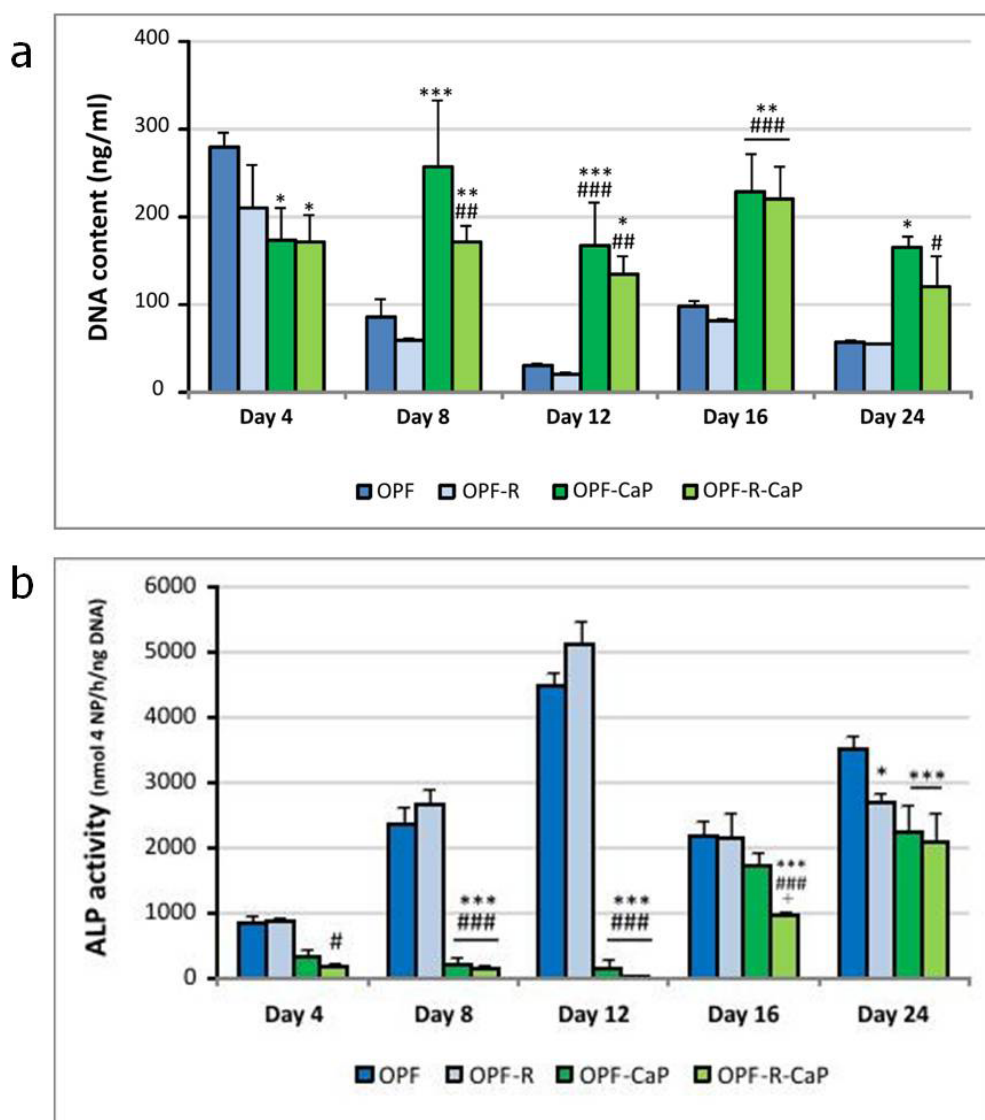 a
DNA content (ng/ml)
400
300
200
100
0
***
**
##
***
###
*
##
**
###
*
#
*
*
Day 4
Day 8
Day 12
Day 16
Day 24
OPF
OPF-R
OPF-CaP
OPF-R-CaP
b
ALP activity (nmol 4 NP/h/ng DNA)
6000
5000
4000
3000
2000
1000
0
#
***
###
***
###
***
###
+
*
***
Day 4
Day 8
Day 12
Day 16
Day 24
OPF
OPF-R
OPF-CaP
OPF-R-CaP